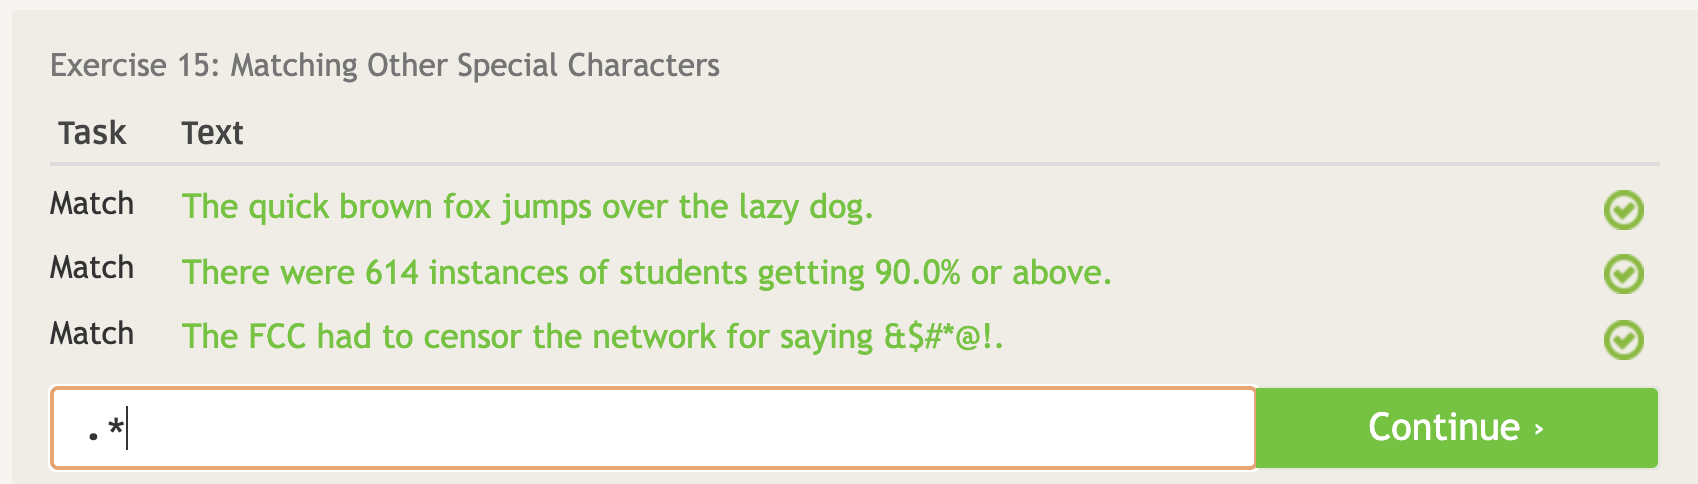 Exercise 15: Matching Other Special Characters
Task Text
Match The quick brown fox jumps over the lazy dog.
Match There were 614 instances of students getting 90.0% or above.
Match The FCC had to censor the network for saying &$#*@!.
.* Continue ›